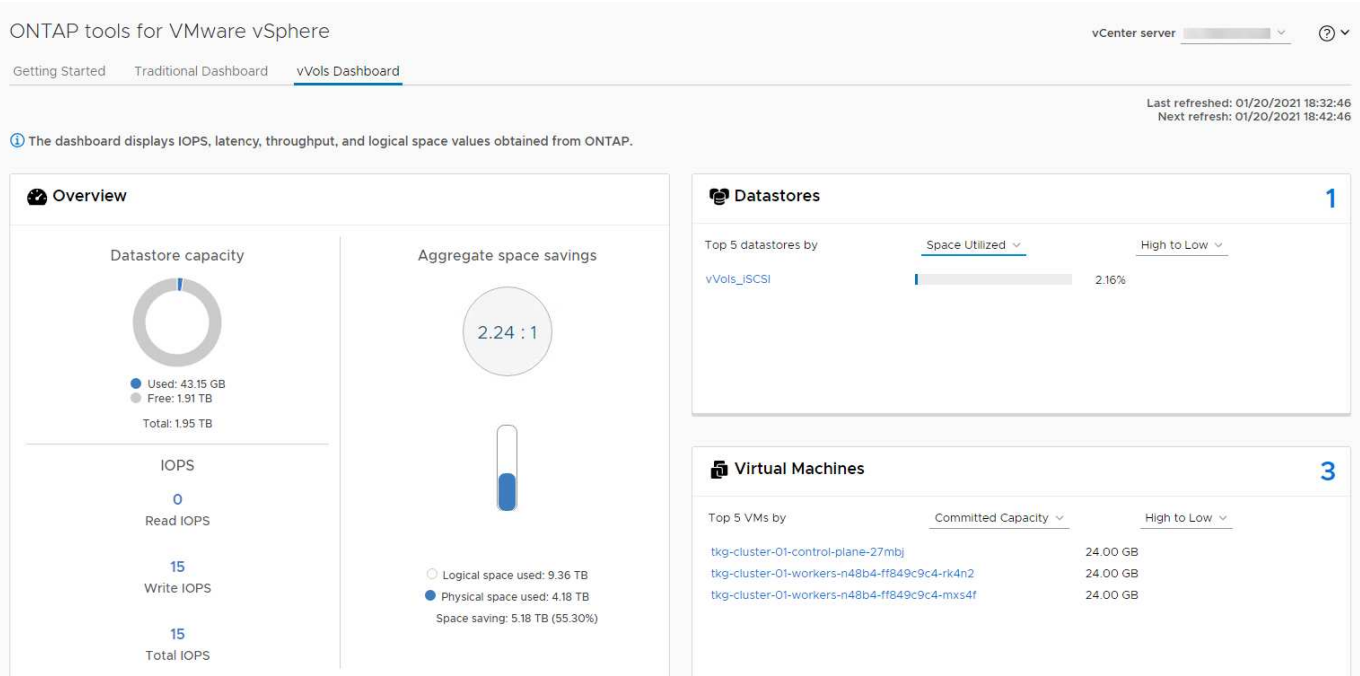 ONTAP tools for VMware vSphere
vCenter server
Getting Started Traditional Dashboard vVols Dashboard
Last refreshed: 01/20/2021 18:32:46
Next refresh: 01/20/2021 18:42:46
The dashboard displays IOPS, latency, throughput, and logical space values obtained from ONTAP.
Overview
Datastore capacity
Used: 43.15 GB
Free: 1.91 TB
Total: 1.95 TB
IOPS
0
Read IOPS
15
Write IOPS
15
Total IOPS
Aggregate space savings
2.24 : 1
Logical space used: 9.36 TB
Physical space used: 4.18 TB
Space saving: 5.18 TB (55.30%)
Datastores 1
Top 5 datastores by Space Utilized High to Low
vVols_iSCSI 2.16%
Virtual Machines 3
Top 5 VMs by Committed Capacity High to Low
tkg-cluster-01-control-plane-27mbj 24.00 GB
tkg-cluster-01-workers-n48b4-ff849c9c4-rk4n2 24.00 GB
tkg-cluster-01-workers-n48b4-ff849c9c4-mxs4f 24.00 GB